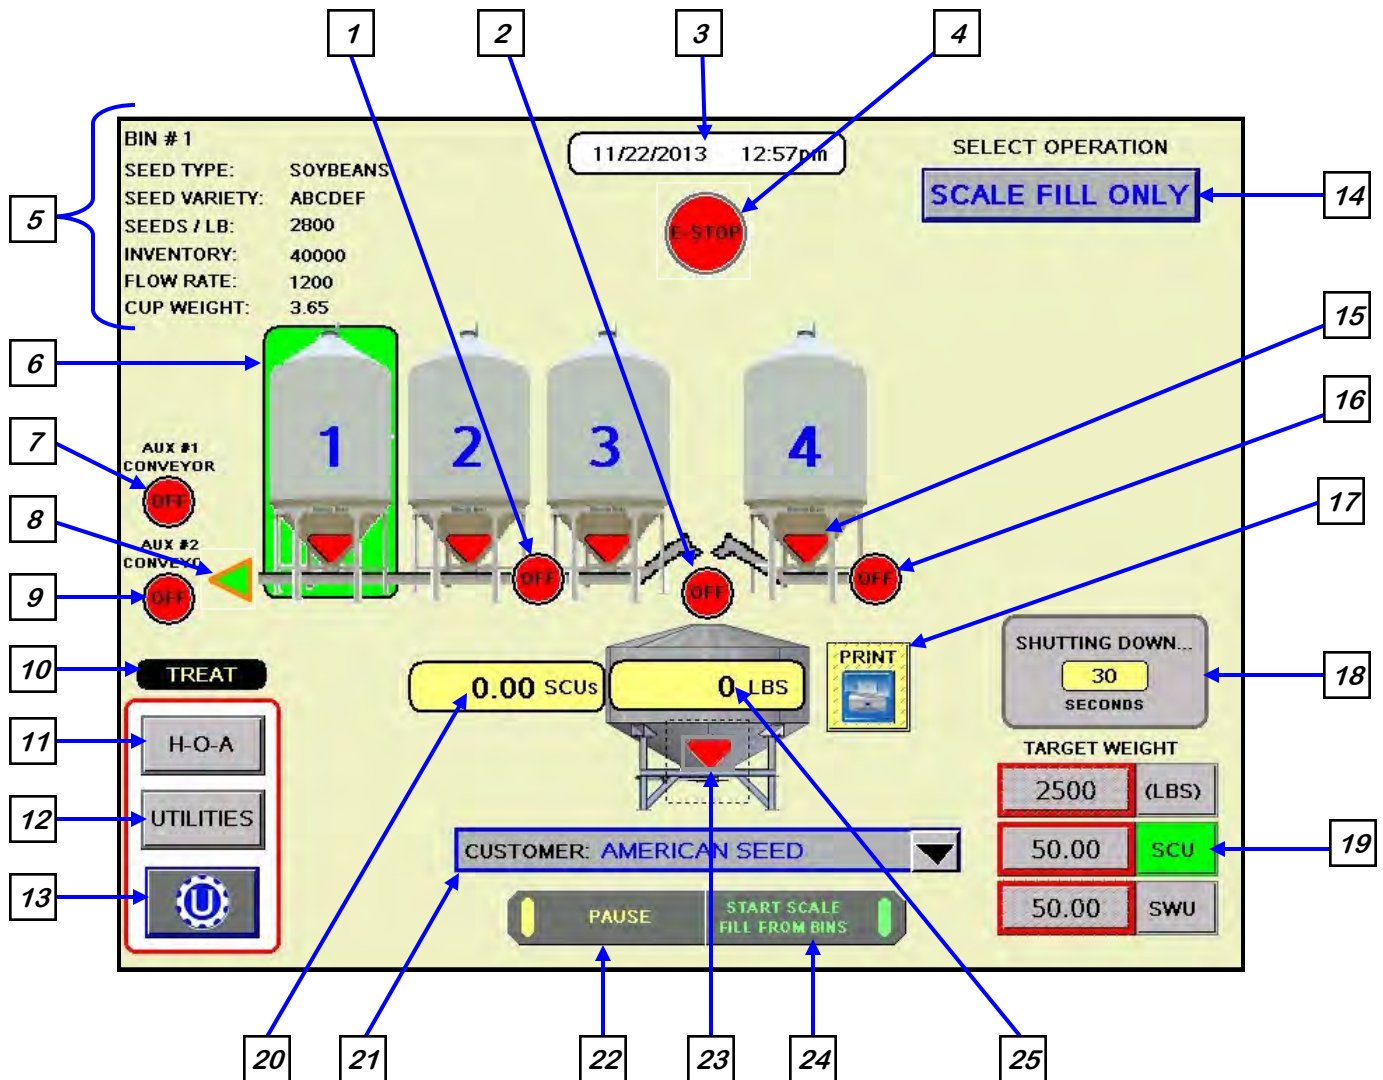 1
2
3
4
BIN # 1
11/22/2013 12:57pm
SELECT OPERATION
SEED TYPE: SOYBEANS
SCALE FILL ONLY
14
SEED VARIETY: ABCDEF
5
SEEDS / LB: 2800
E-STOP
INVENTORY: 40000
FLOW RATE: 1200
CUP WEIGHT: 3.65
15
6
16
1
2
3
4
7
AUX #1
CONVEYOR
OFF
17
8
AUX #2
CONVEYO
OFF
9
OFF
OFF
OFF
10
TREAT
PRINT
SHUTTING DOWN...
30
SECONDS
18
0.00 SCUs
0 LBS
11
H-O-A
TARGET WEIGHT
2500 (LBS)
12
UTILITIES
50.00 SCU
19
CUSTOMER: AMERICAN SEED
13
U
50.00 SWU
PAUSE
START SCALE
FILL FROM BINS
20
21
22
23
24
25